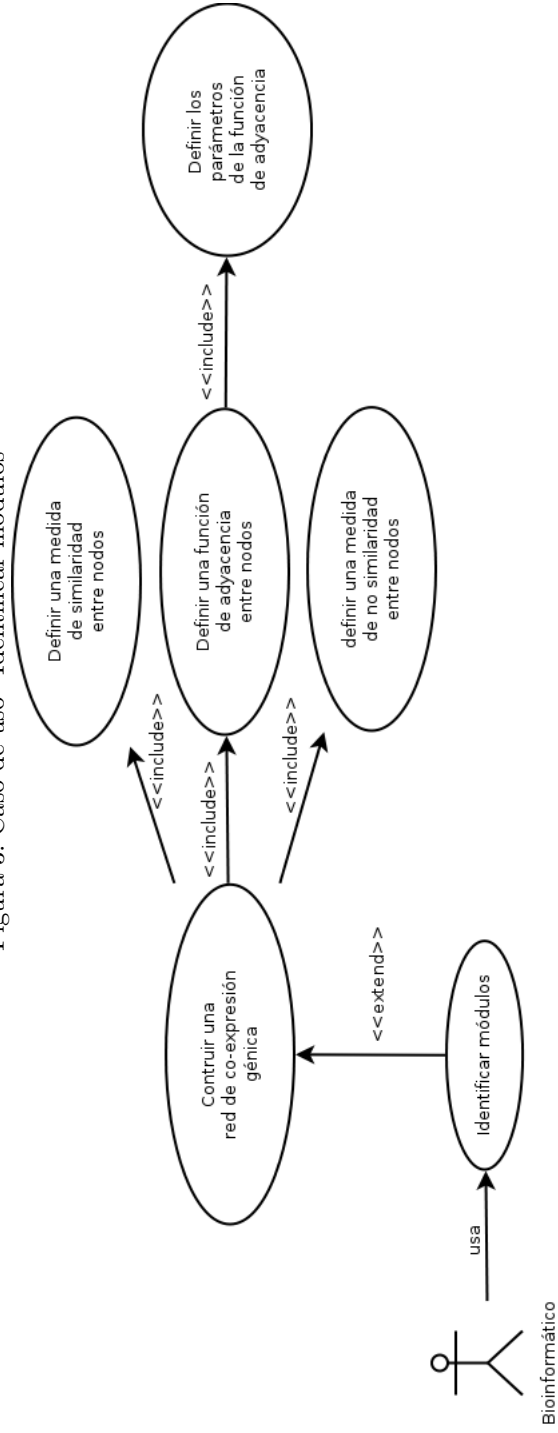 Figura 3: Caso de uso "Identificar módulos"
Definir una medida
de similaridad
entre nodos
<<include>>
Contruir una
red de co-expresión
génica
<<include>>
Definir una función
de adyacencia
entre nodos
<<include>>
Definir los
parámetros
de la función
de adyacencia
<<include>>
definir una medida
de no similaridad
entre nodos
<<extend>>
Identificar módulos
usa
Bioinformático